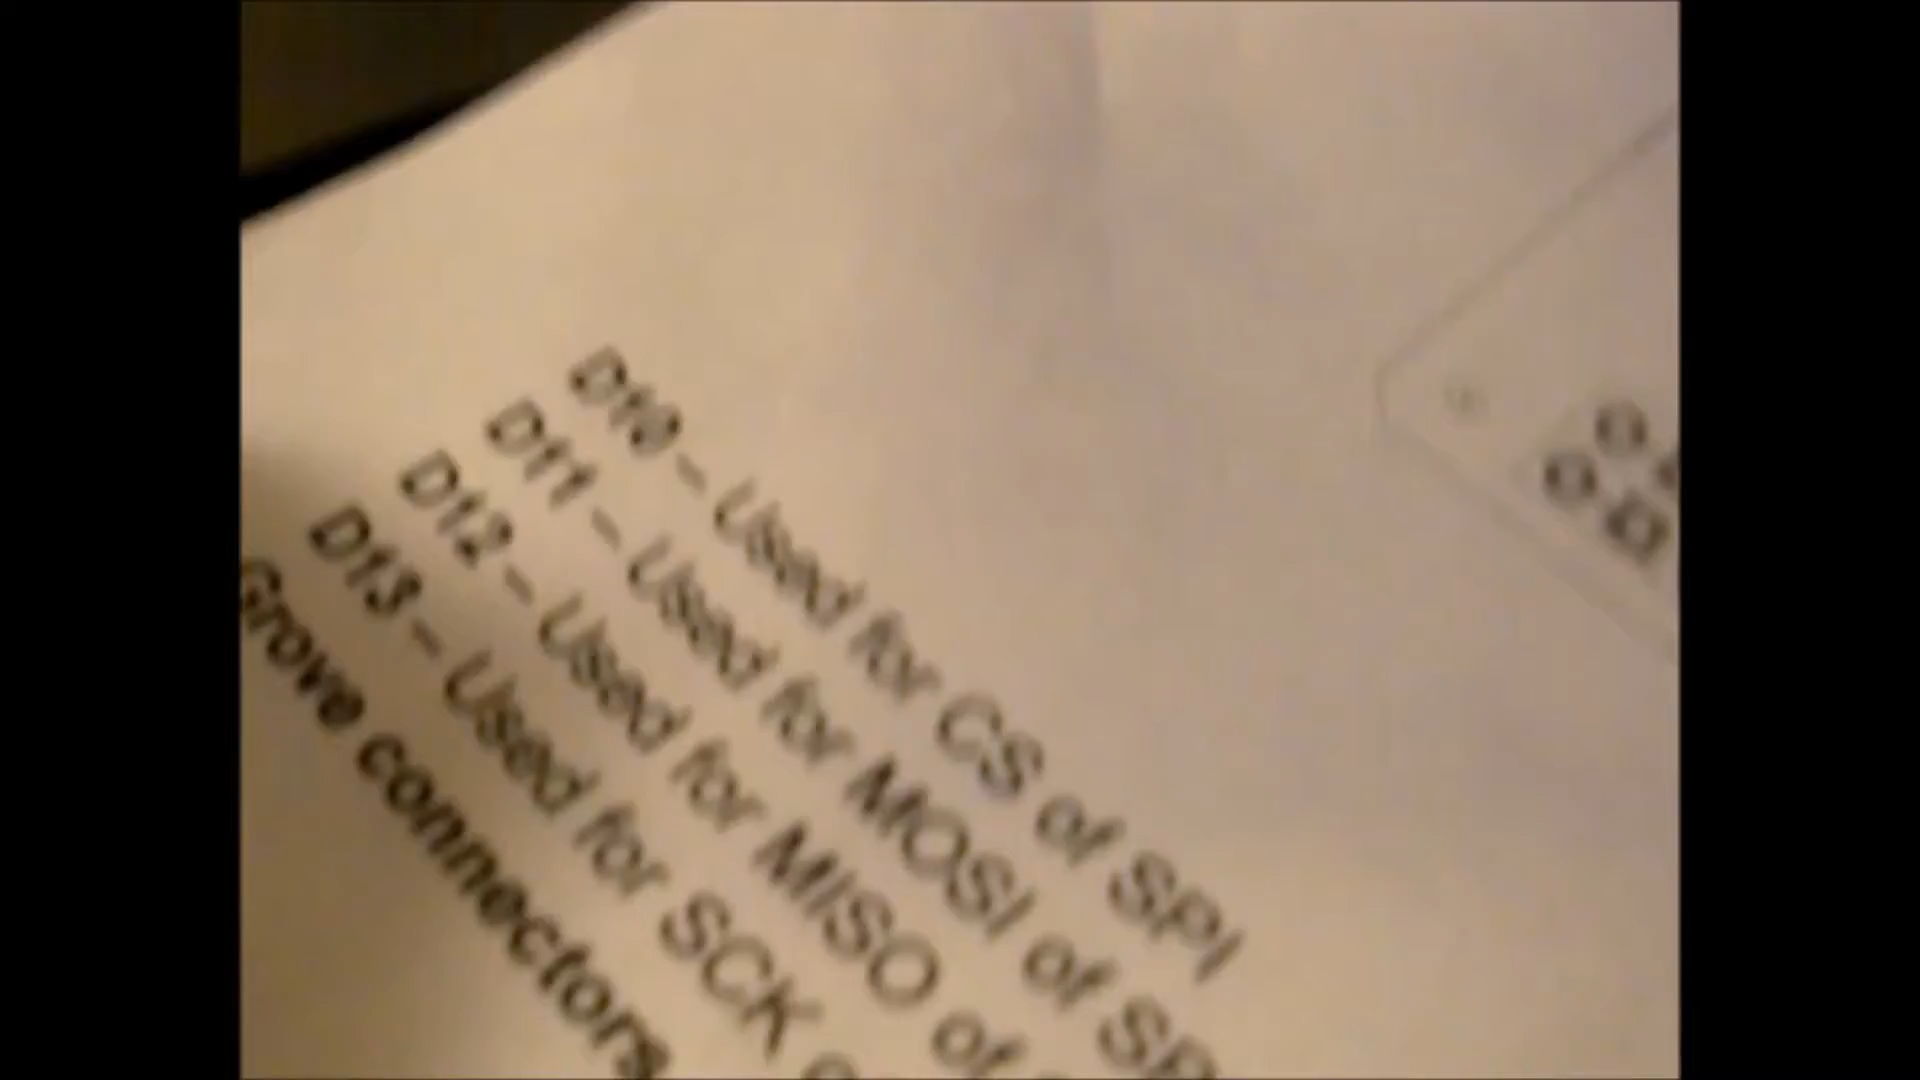 D10 – Used for CS of SPI
D11 – Used for MOSI of SP
D12 – Used for MISO of
D13 – Used for SCK
Grove connectors